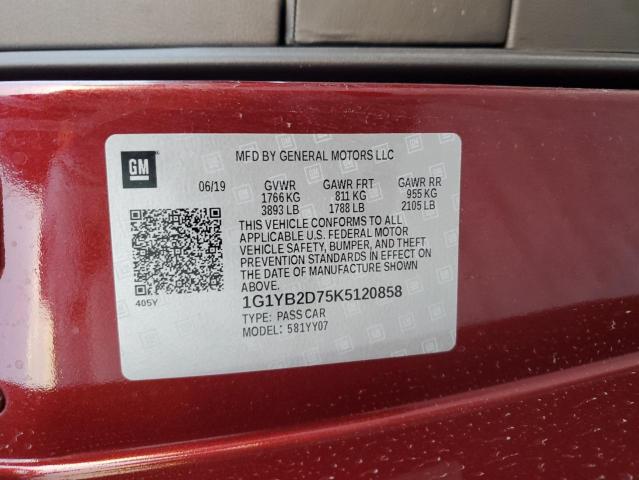 GM
MFD BY GENERAL MOTORS LLC
06/19 GVWR GAWR FRT GAWR RR
1766 KG 811 KG 955 KG
3893 LB 1788 LB 2105 LB
THIS VEHICLE CONFORMS TO ALL
APPLICABLE U.S. FEDERAL MOTOR
VEHICLE SAFETY, BUMPER, AND THEFT
PREVENTION STANDARDS IN EFFECT ON
THE DATE OF MANUFACTURE SHOWN
ABOVE.
405Y
1G1YB2D75K5120858
TYPE: PASS CAR
MODEL: 581YY07